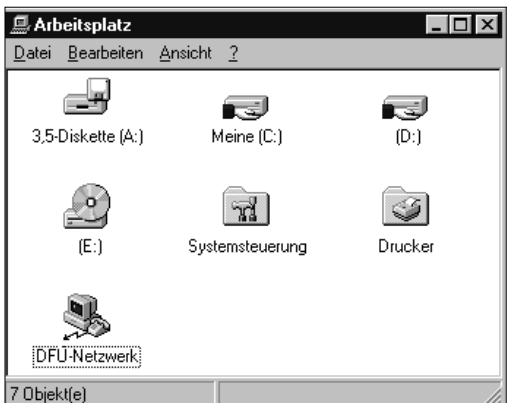 Arbeitsplatz
Datei Bearbeiten Ansicht ?
3,5-Diskette (A:) Meine (C:) (D:)
(E:) Systemsteuerung Drucker
DFÜ-Netzwerk
7 Objekt(e)